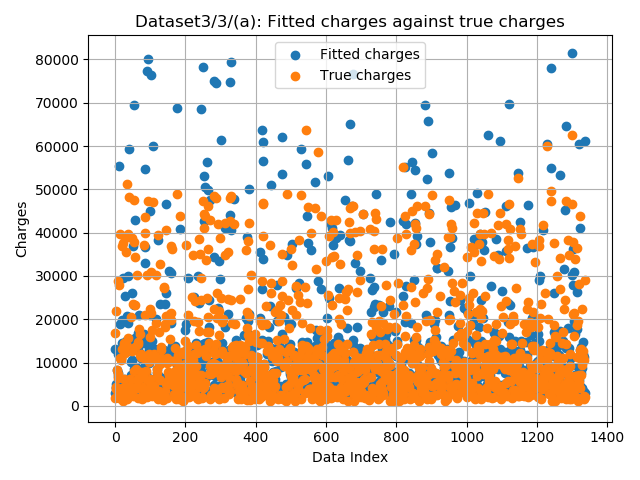 Dataset3/3/(a): Fitted charges against true charges
Fitted charges
True charges
Charges
80000
70000
60000
50000
40000
30000
20000
10000
0
0 200 400 600 800 1000 1200 1400
Data Index